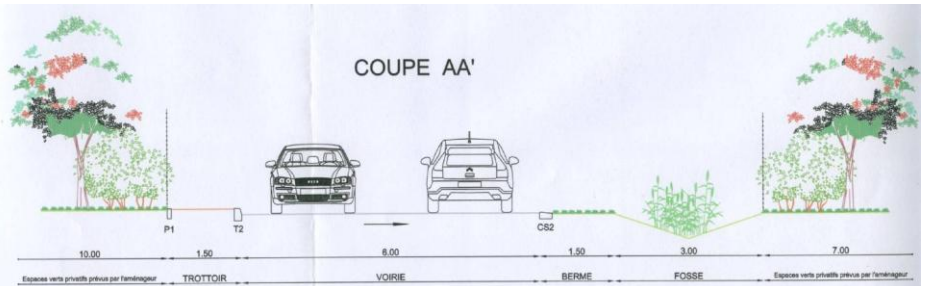 COUPE AA'
P1
T2
CS2
10.00 1.50 6.00 1.50 3.00 7.00
Espaces verts privatifs prévus par l'aménageur TROTTOIR VOIRIE BERME FOSSE Espaces verts privatifs prévus par l'aménageur